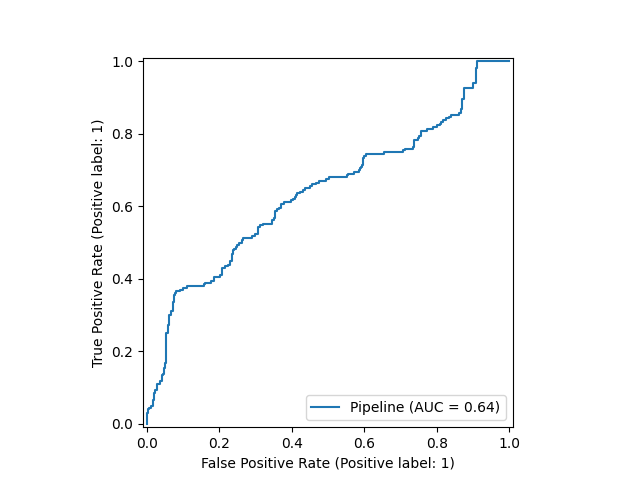 1.0
0.8
0.6
0.4
0.2
0.0
True Positive Rate (Positive label: 1)
Pipeline (AUC = 0.64)
0.0 0.2 0.4 0.6 0.8 1.0
False Positive Rate (Positive label: 1)